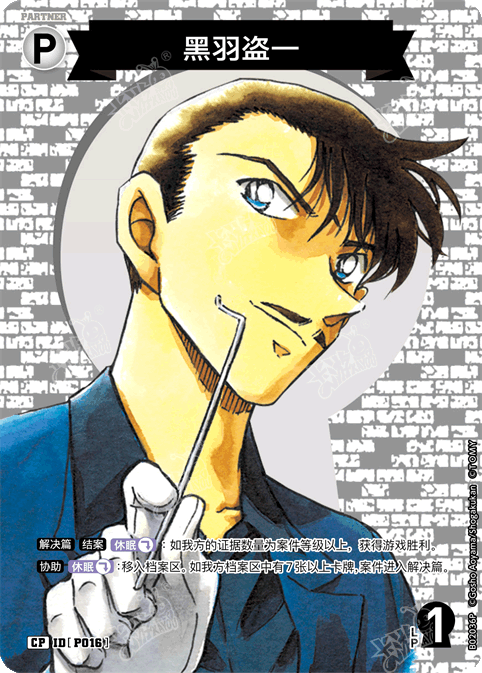 PARTNER
P
黑羽盗一
解决篇 结案 休眠 :如我方的证据数量为案件等级以上，获得游戏胜利。
协助 休眠 :移入档案区。如我方档案区中有7张以上卡牌,案件进入解决篇。
CP ID[P016]
LP 1
B02036P ©Gosho Aoyama/Shogakukan ©TOMY